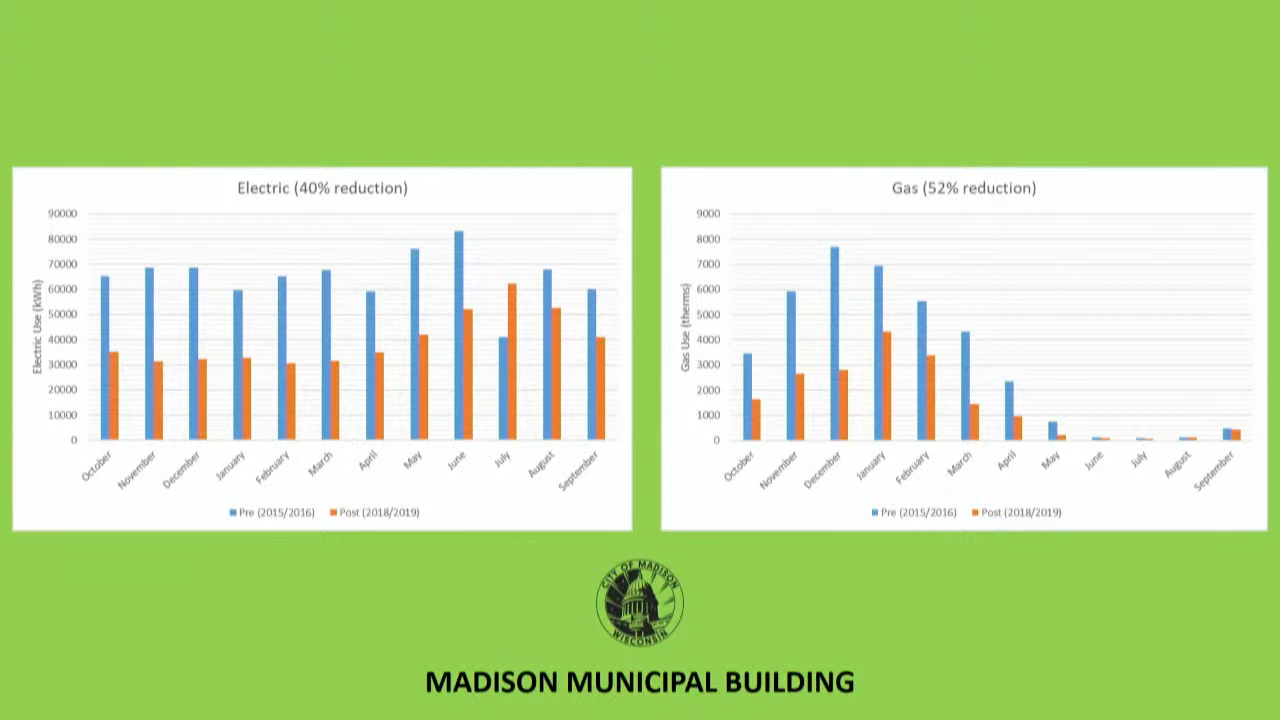 Electric (40% reduction)
90000
80000
70000
60000
50000
40000
30000
20000
10000
0
Electric Use (kWh)
October
November
December
January
February
March
April
May
June
July
August
September
Pre (2015/2016)
Post (2018/2019)
Gas (52% reduction)
9000
8000
7000
6000
5000
4000
3000
2000
1000
0
Gas Use (therms)
October
November
December
January
February
March
April
May
June
July
August
September
Pre (2015/2016)
Post (2018/2019)
CITY OF MADISON
WISCONSIN
MADISON MUNICIPAL BUILDING